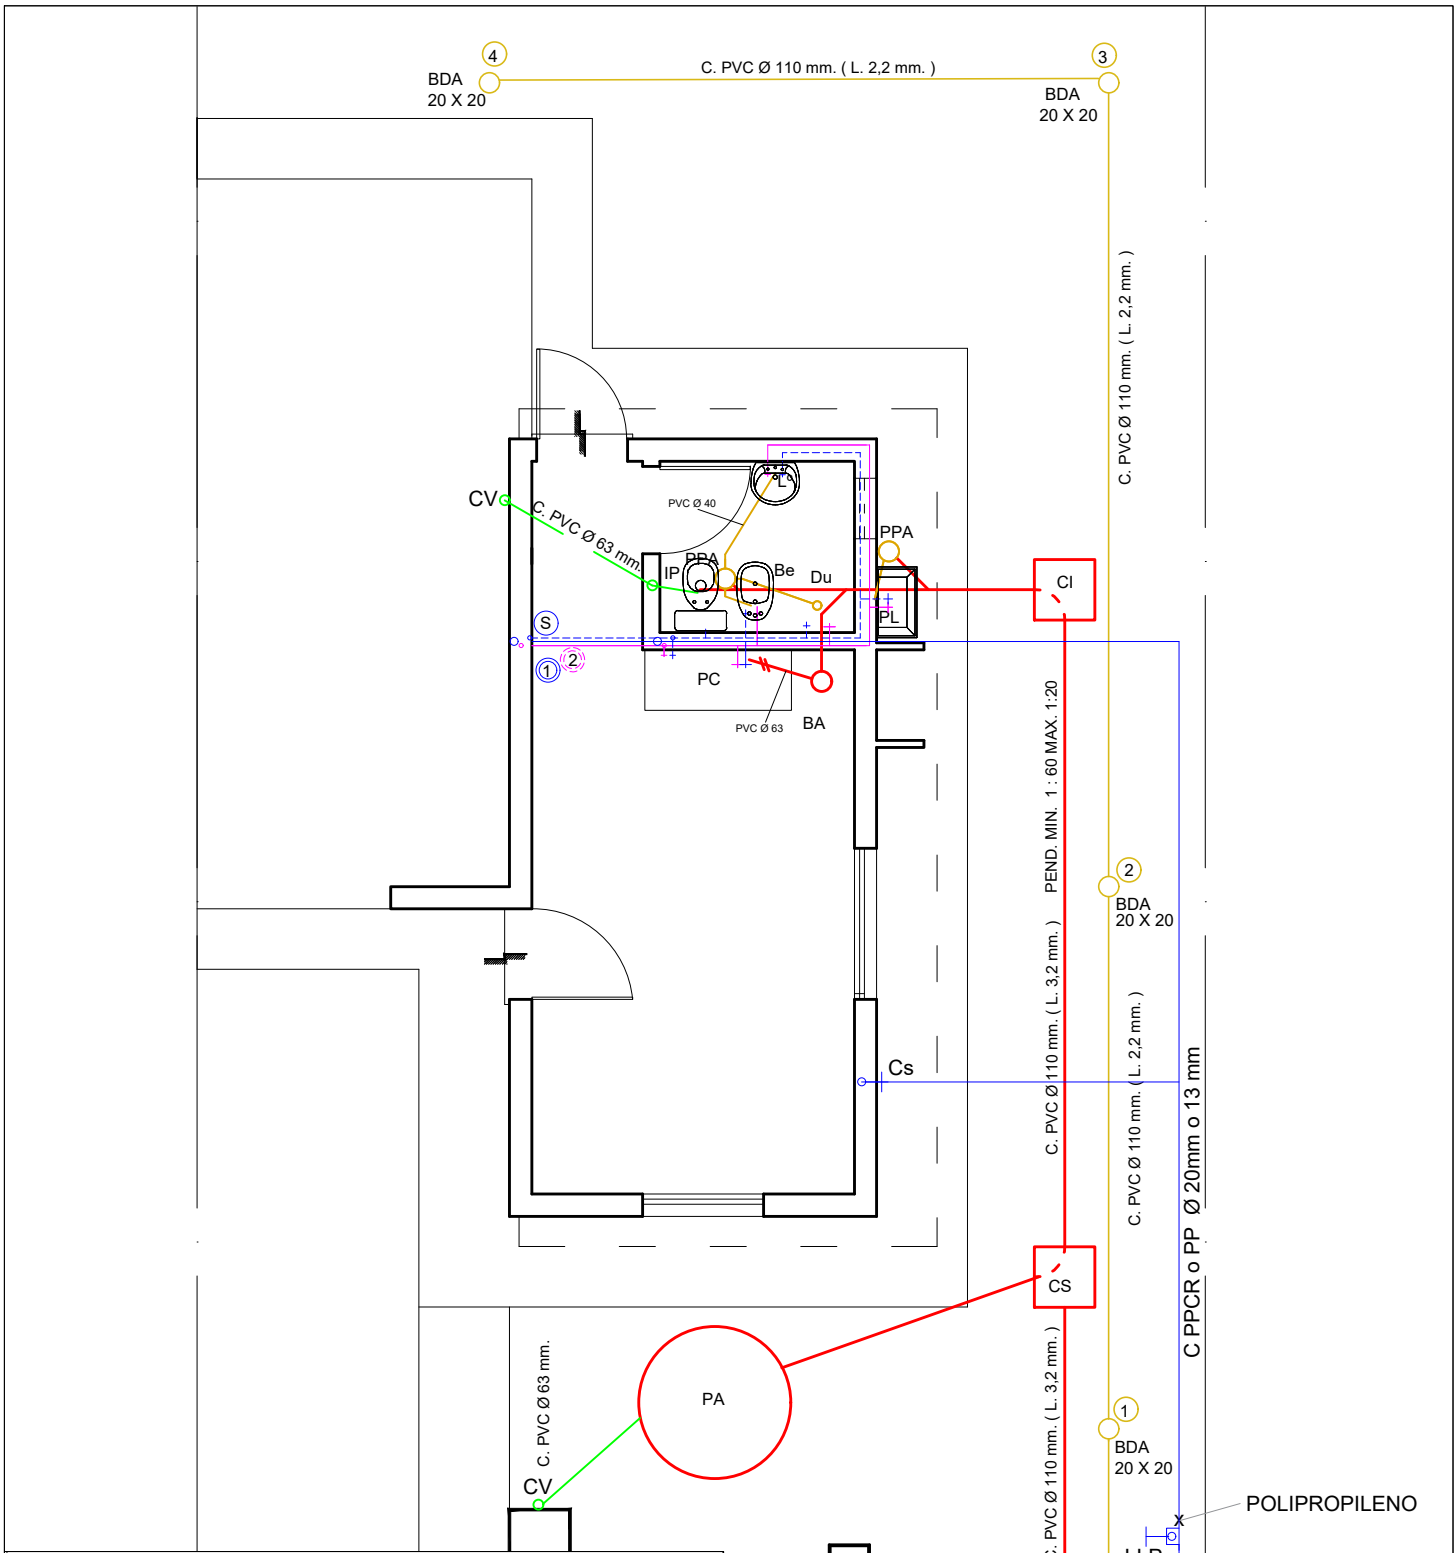 4
BDA
20 X 20
C. PVC Ø 110 mm. ( L. 2,2 mm. )
3
BDA
20 X 20
C. PVC Ø 110 mm. ( L. 2,2 mm. )
CV
C. PVC Ø 63 mm.
PVC Ø 40
L
PPA
IP
PPA
Be
Du
CI
PL
S
1
2
PC
PVC Ø 63
BA
PEND. MIN. 1 : 60 MAX. 1:20
C. PVC Ø 110 mm. ( L. 3,2 mm. )
2
BDA
20 X 20
C. PVC Ø 110 mm. ( L. 2,2 mm. )
Cs
C PPCR o PP Ø 20mm o 13 mm
CS
PA
C. PVC Ø 63 mm.
CV
C. PVC Ø 110 mm. ( L. 3,2 mm. )
1
BDA
20 X 20
POLIPROPILENO
x